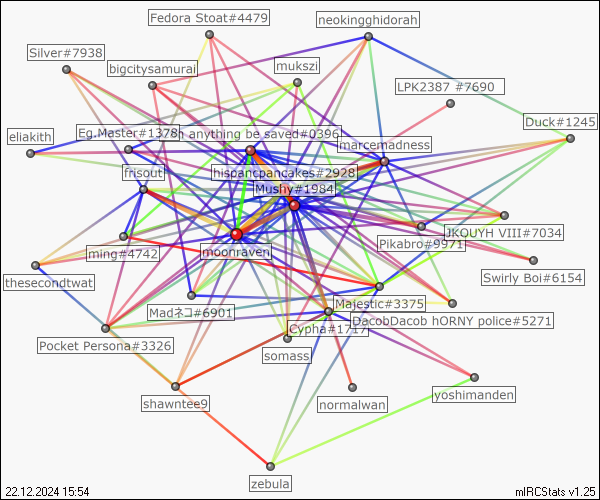 Fedora Stoat#4479
neokingghidorah
Silver#7938
bigcitysamurai
mukszi
LPK2387 #7690
Duck#1245
eliakith
Eg.Master#1378
h anything be saved#0396
marcemadness
frisout
hispancpancakes#2928
Mushy#1984
JKQUYH VIII#7034
ming#4742
moonraven
Pikabro#9971
thesecondtwat
Swirly Boi#6154
Madネコ#6901
Majestic#3375
Cypha#1717
DacobDacob hORNY police#5271
Pocket Persona#3326
somass
shawntee9
normalwan
yoshimanden
zebula
22.12.2024 15:54
mIRCStats v1.25